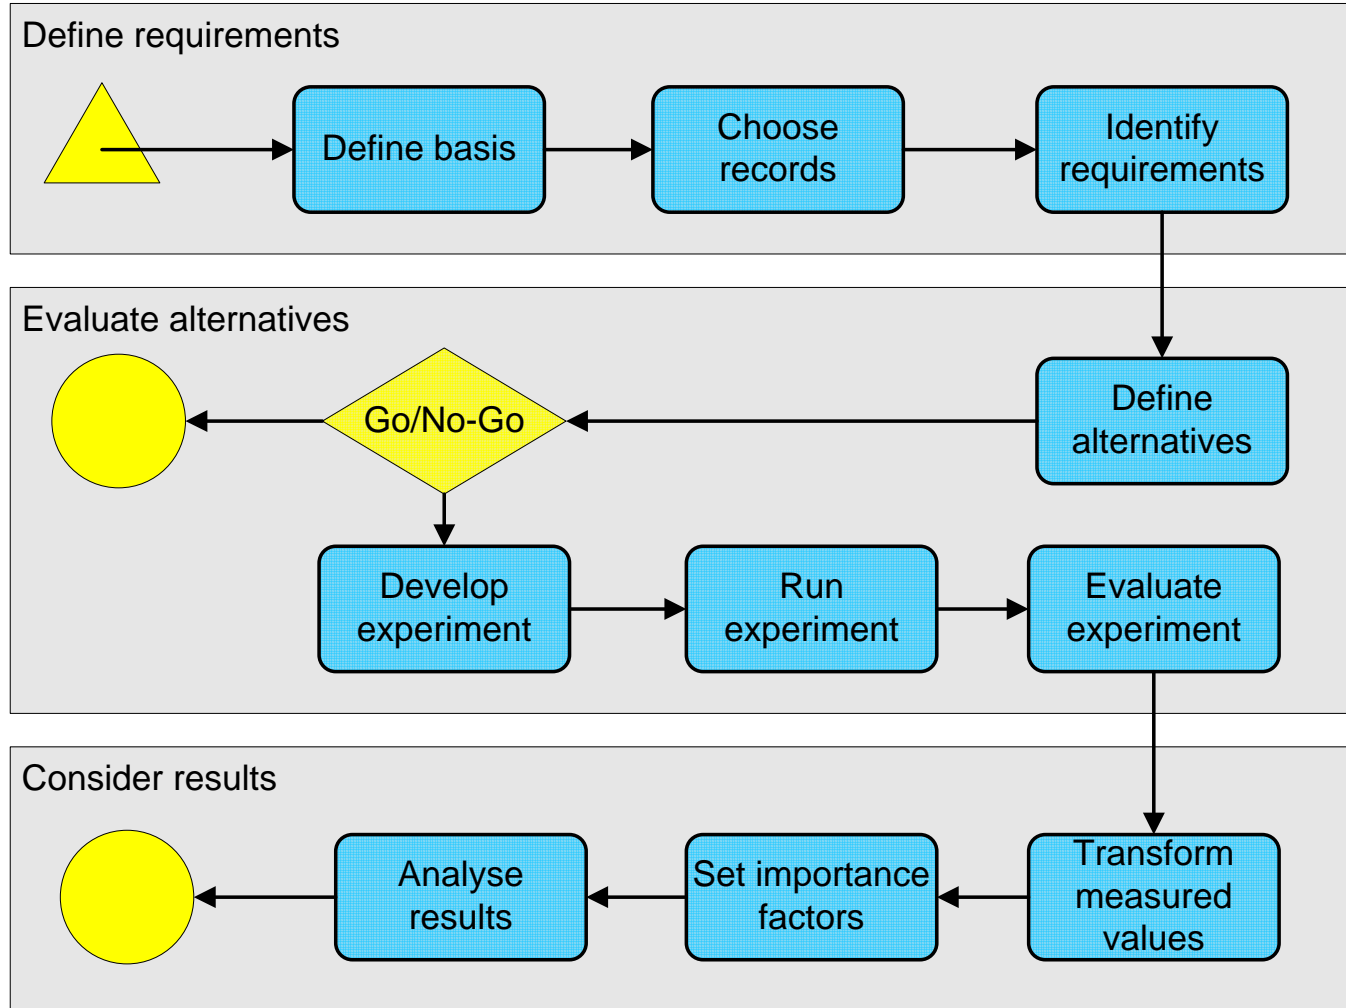 Define requirements
Define basis
Choose
records
Identify
requirements
Evaluate alternatives
Go/No-Go
Define
alternatives
Develop
experiment
Run
experiment
Evaluate
experiment
Consider results
Analyse
results
Set importance
factors
Transform
measured
values